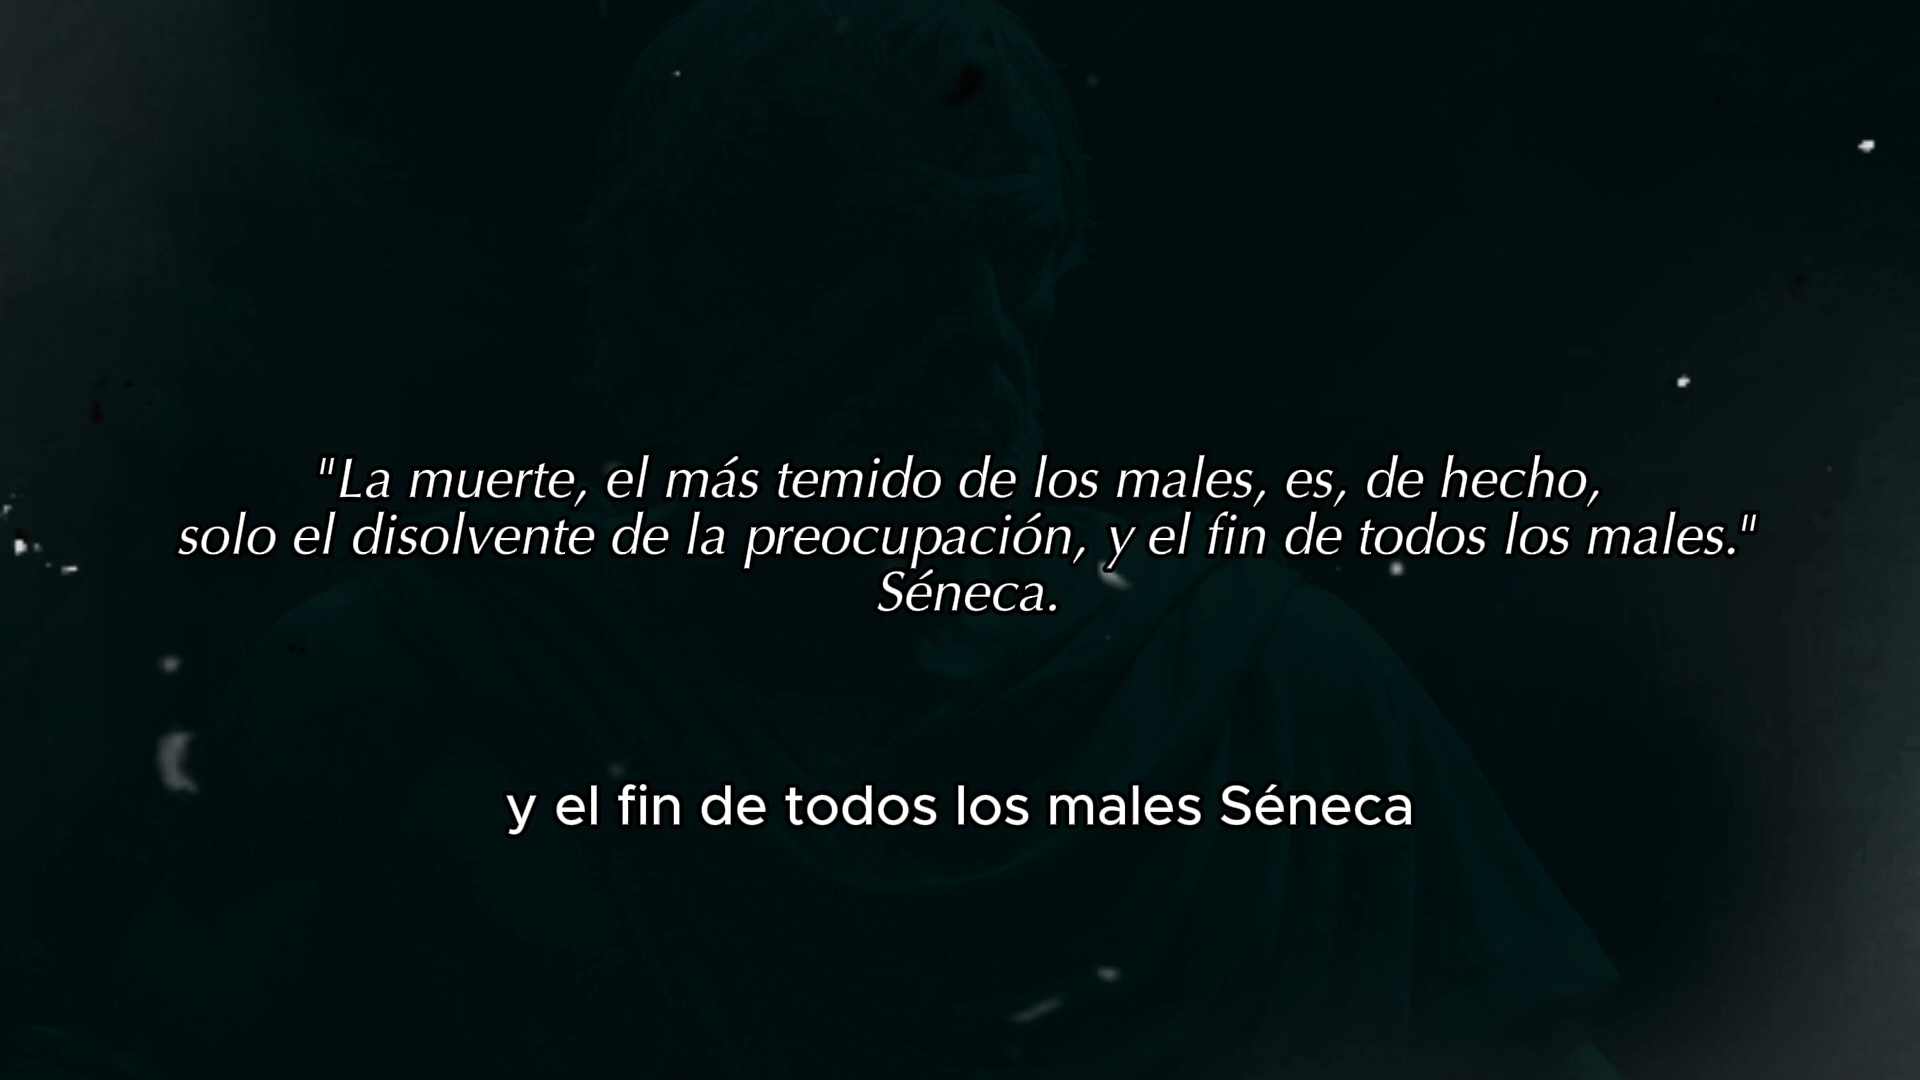 "La muerte, el más temido de los males, es, de hecho,
solo el disolvente de la preocupación, y el fin de todos los males."
Séneca.
y el fin de todos los males Séneca